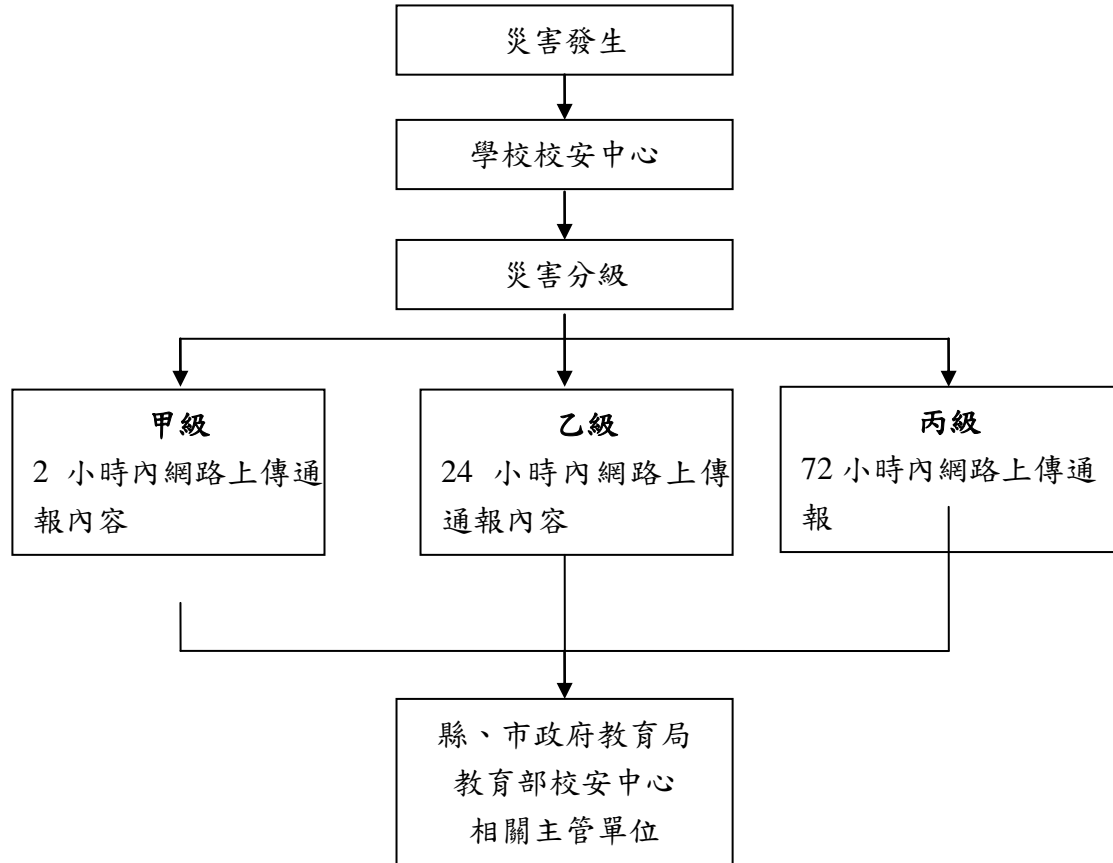 災害發生
學校校安中心
災害分級
甲級
2 小時內網路上傳通
報內容
乙級
24 小時內網路上傳
通報內容
丙級
72小時內網路上傳通
報
縣、市政府教育局
教育部校安中心
相關主管單位